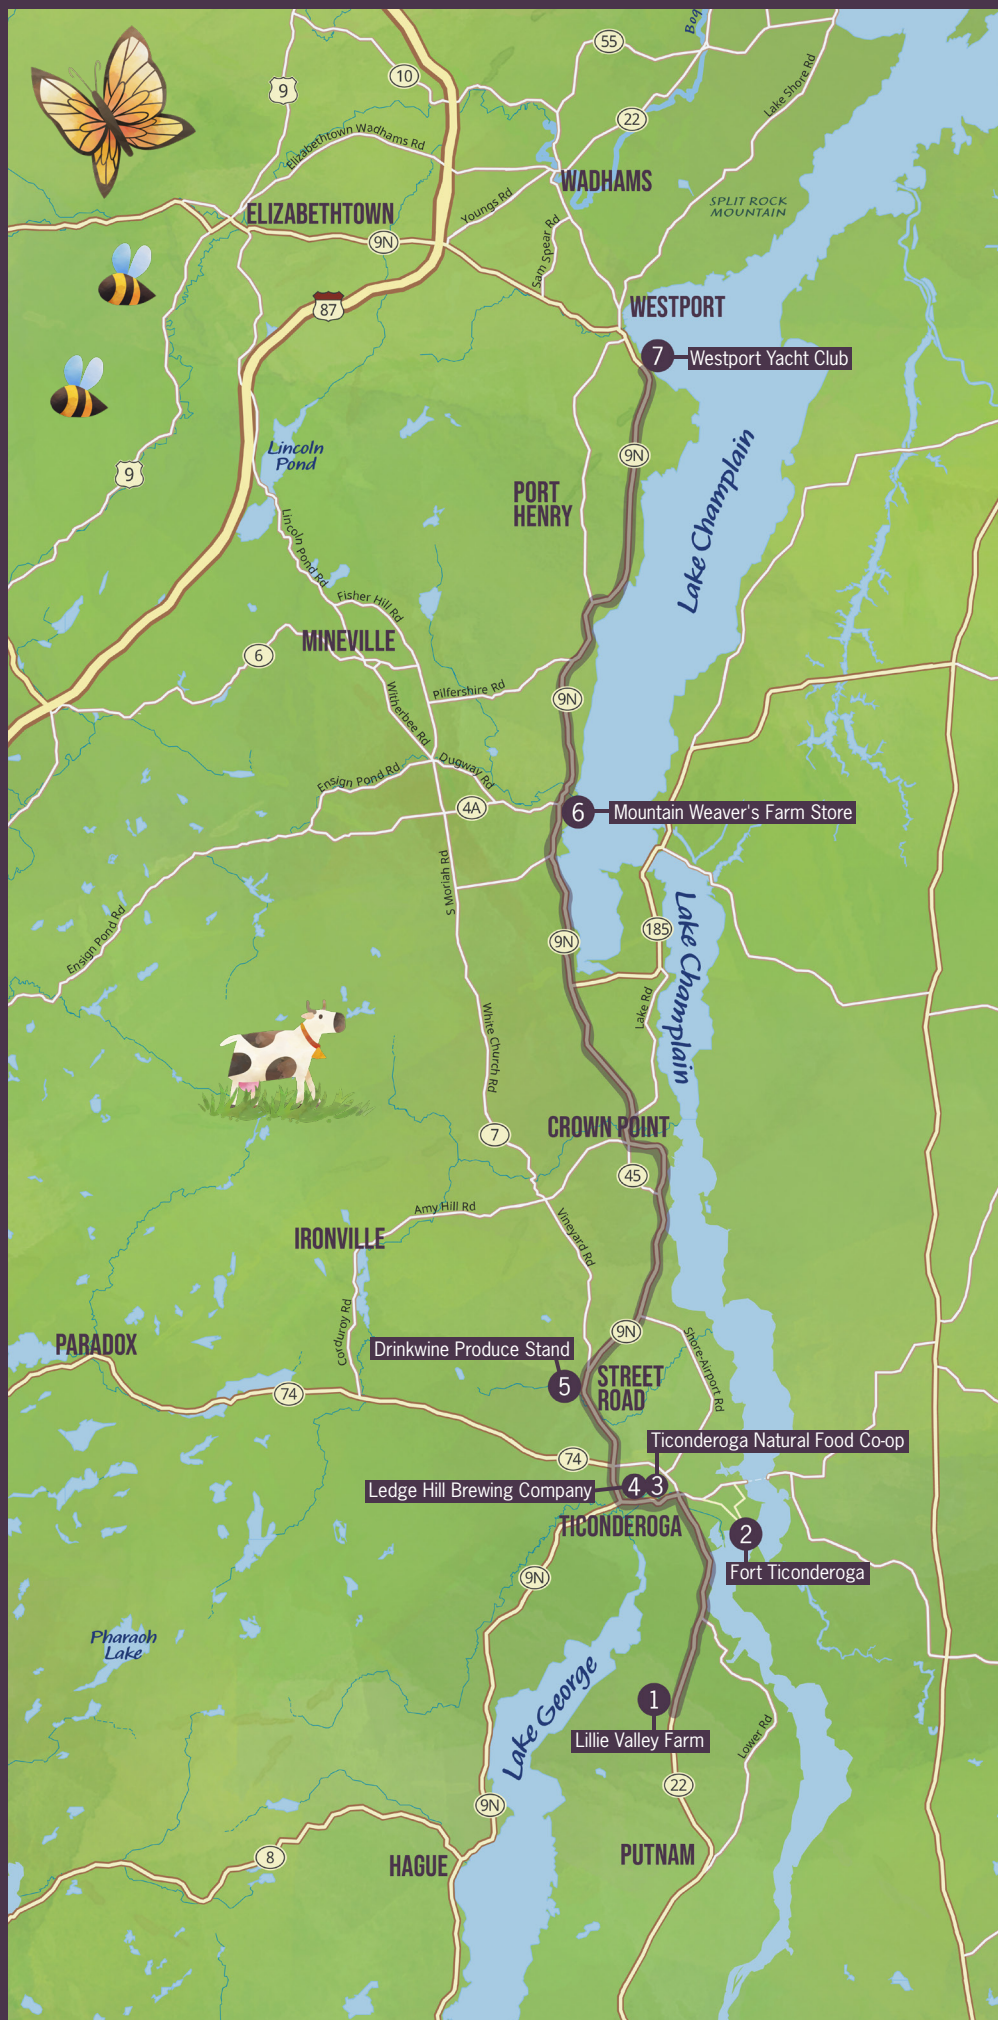 Bog
55
10
9
22
Lake Shore Rd
Elizabethtown Wadhams Rd
WADHAMS
SPLIT ROCK
MOUNTAIN
Youngs Rd
ELIZABETHTOWN
9N
Sam Spear Rd
87
WESTPORT
7
Westport Yacht Club
Lake Champlain
Lincoln
Pond
9N
9
PORT
HENRY
Lincoln Pond Rd
Fisher Hill Rd
MINEVILLE
6
Pilfershire Rd
Witherbee Rd
9N
Dugway Rd
Ensign Pond Rd
4A
6
Mountain Weaver's Farm Store
S Moriah Rd
Ensign Pond Rd
9N
185
Lake Champlain
Lake Rd
White Church Rd
CROWN POINT
7
45
Amy Hill Rd
Vineyard Rd
IRONVILLE
Corduroy Rd
9N
Shore-Airport Rd
PARADOX
Drinkwine Produce Stand
5
STREET
ROAD
74
Ticonderoga Natural Food Co-op
74
Ledge Hill Brewing Company
4
3
TICONDEROGA
2
Fort Ticonderoga
9N
Pharaoh
Lake
Lake George
1
Lillie Valley Farm
Lower Rd
22
9N
8
HAGUE
PUTNAM